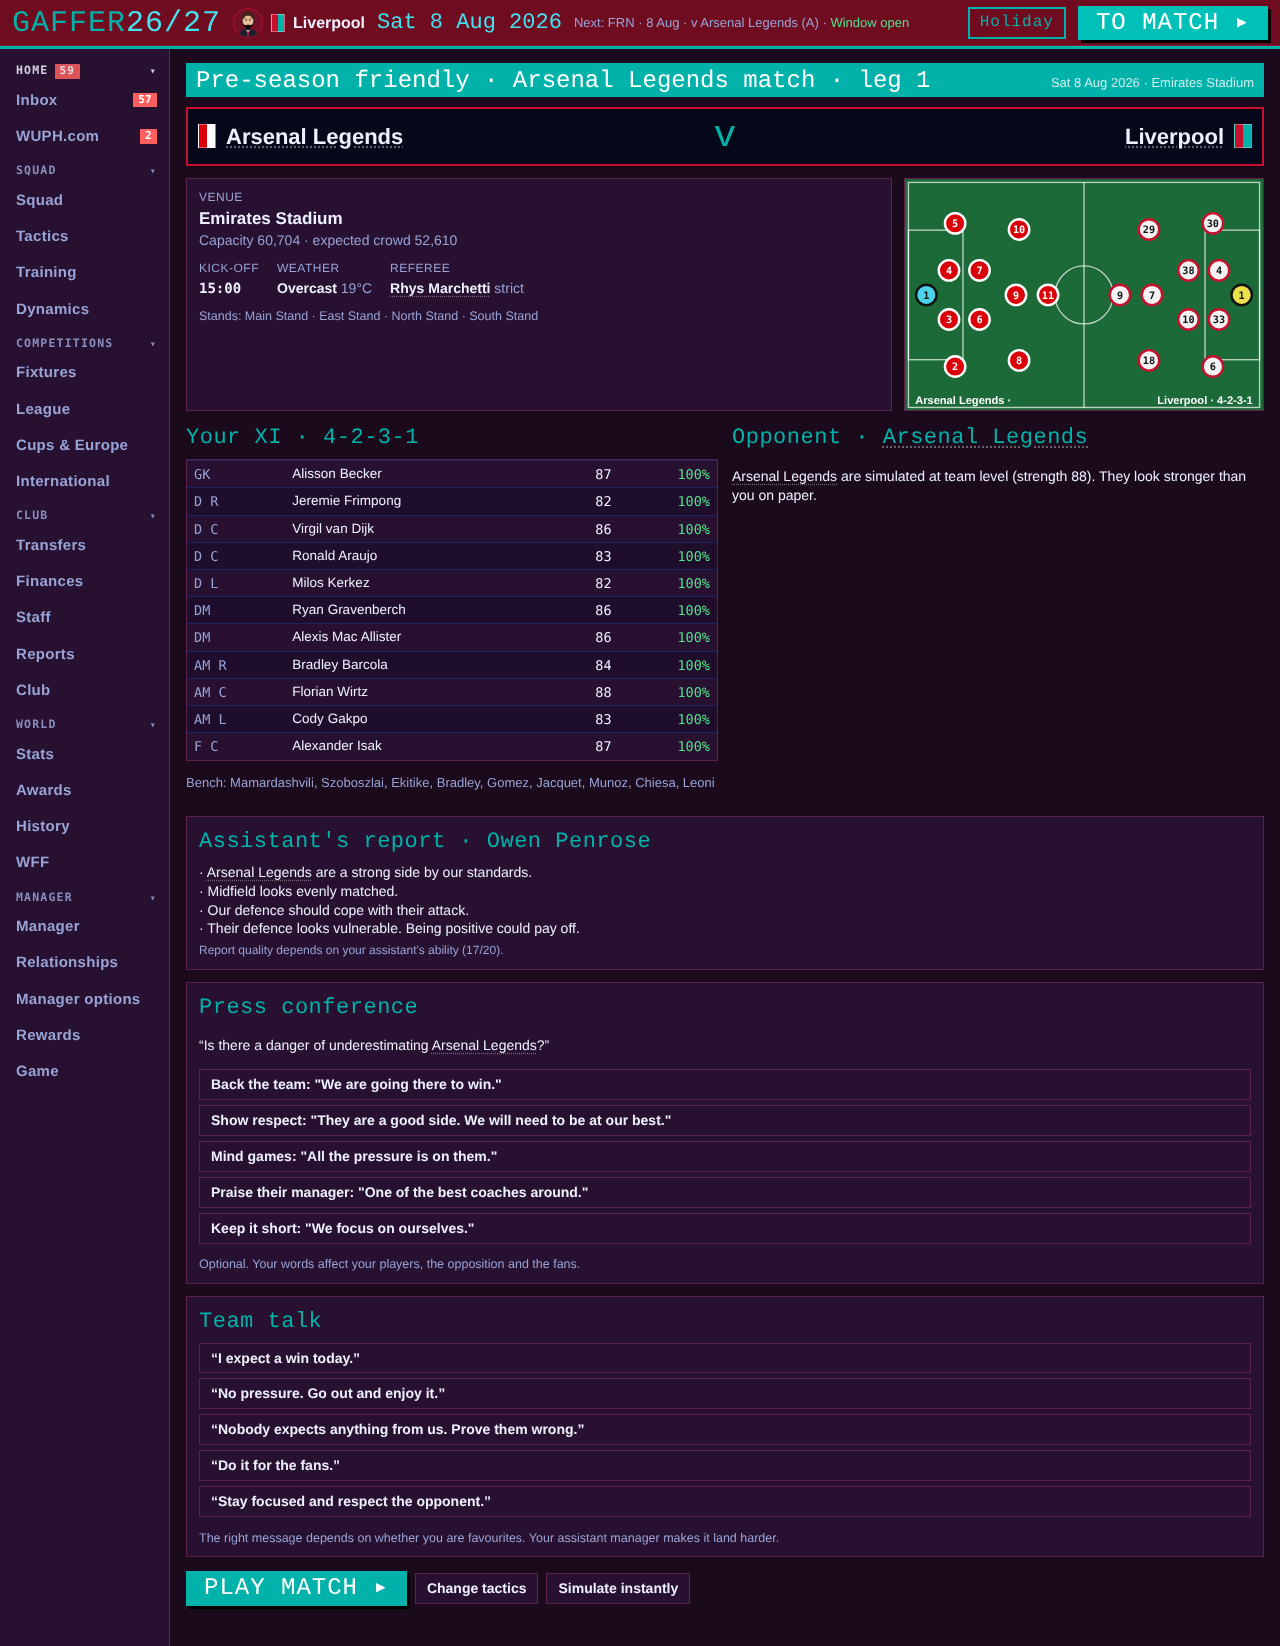 GAFFER26/27 Liverpool Sat 8 Aug 2026 Next: FRN · 8 Aug · v Arsenal Legends (A) · Window open Holiday TO MATCH ►
HOME 59 ▾
Inbox 57
WUPH.com 2
SQUAD ▾
Squad
Tactics
Training
Dynamics
COMPETITIONS ▾
Fixtures
League
Cups & Europe
International
CLUB ▾
Transfers
Finances
Staff
Reports
Club
WORLD ▾
Stats
Awards
History
WFF
MANAGER ▾
Manager
Relationships
Manager options
Rewards
Game
Pre-season friendly · Arsenal Legends match · leg 1 Sat 8 Aug 2026 · Emirates Stadium
Arsenal Legends V Liverpool
VENUE
Emirates Stadium
Capacity 60,704 · expected crowd 52,610
KICK-OFF WEATHER REFEREE
15:00 Overcast 19°C Rhys Marchetti strict
Stands: Main Stand · East Stand · North Stand · South Stand
5 10 29 30
4 7 38 4
1 9 11 9 7 1
3 6 10 33
2 8 18 6
Arsenal Legends · Liverpool · 4-2-3-1
Your XI · 4-2-3-1
GK Alisson Becker 87 100%
D R Jeremie Frimpong 82 100%
D C Virgil van Dijk 86 100%
D C Ronald Araujo 83 100%
D L Milos Kerkez 82 100%
DM Ryan Gravenberch 86 100%
DM Alexis Mac Allister 86 100%
AM R Bradley Barcola 84 100%
AM C Florian Wirtz 88 100%
AM L Cody Gakpo 83 100%
F C Alexander Isak 87 100%
Bench: Mamardashvili, Szoboszlai, Ekitike, Bradley, Gomez, Jacquet, Munoz, Chiesa, Leoni
Opponent · Arsenal Legends
Arsenal Legends are simulated at team level (strength 88). They look stronger than
you on paper.
Assistant's report · Owen Penrose
· Arsenal Legends are a strong side by our standards.
· Midfield looks evenly matched.
· Our defence should cope with their attack.
· Their defence looks vulnerable. Being positive could pay off.
Report quality depends on your assistant's ability (17/20).
Press conference
“Is there a danger of underestimating Arsenal Legends?”
Back the team: "We are going there to win."
Show respect: "They are a good side. We will need to be at our best."
Mind games: "All the pressure is on them."
Praise their manager: "One of the best coaches around."
Keep it short: "We focus on ourselves."
Optional. Your words affect your players, the opposition and the fans.
Team talk
“I expect a win today.”
“No pressure. Go out and enjoy it.”
“Nobody expects anything from us. Prove them wrong.”
“Do it for the fans.”
“Stay focused and respect the opponent.”
The right message depends on whether you are favourites. Your assistant manager makes it land harder.
PLAY MATCH ► Change tactics Simulate instantly